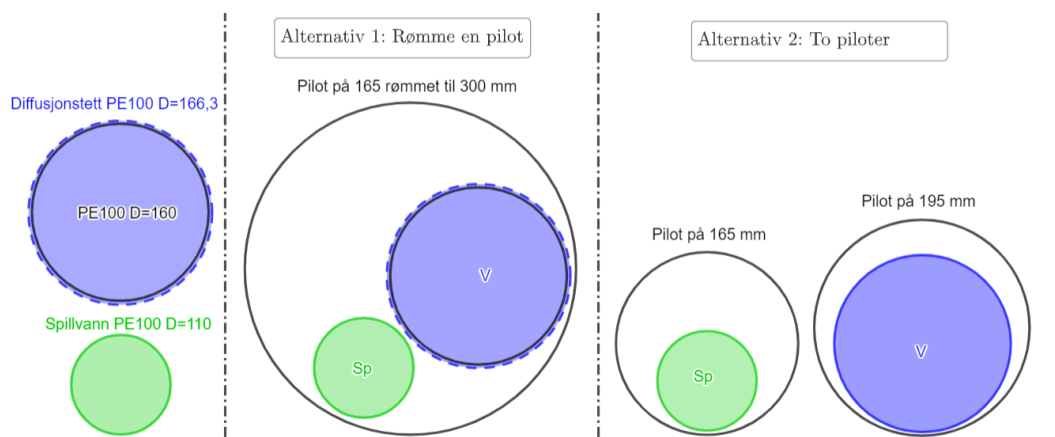 Diffusjonstett PE100 D=166,3
PE100 D=160
Spillvann PE100 D=110
Alternativ 1: Rømme en pilot
Pilot på 165 rømmet til 300 mm
V
Sp
Alternativ 2: To piloter
Pilot på 165 mm
Sp
Pilot på 195 mm
V